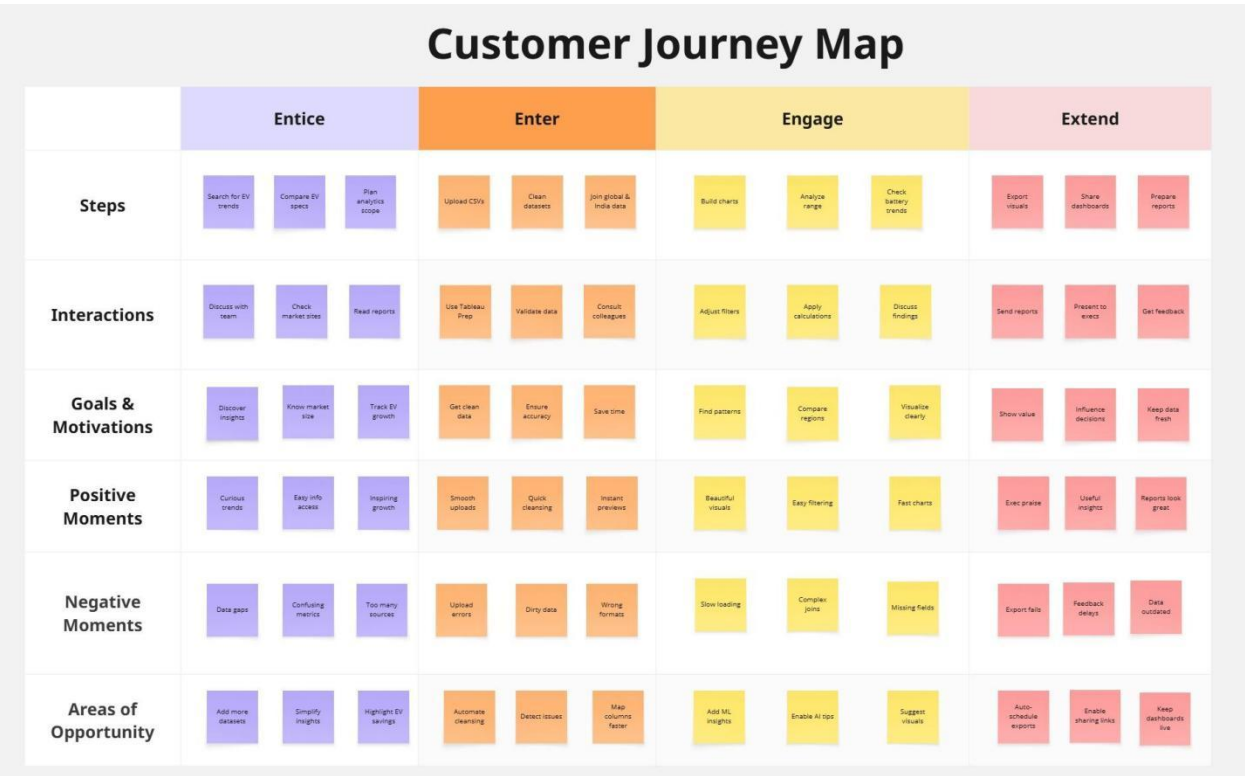 Customer Journey Map
Entice
Enter
Engage
Extend
Steps
Search for EV
trends
Compare EV
specs
Plan
analytics
scope
Upload CSVs
Clean
datasets
Join global &
India data
Build charts
Analyze
range
Check
battery
trends
Export
visuals
Share
dashboards
Prepare
reports
Interactions
Discuss with
team
Check
market sites
Read reports
Use Tableau
Prep
Validate data
Consult
colleagues
Adjust filters
Apply
calculations
Discuss
findings
Send reports
Present to
execs
Get feedback
Goals &
Motivations
Discover
insights
Know market
size
Track EV
growth
Get clean
data
Ensure
accuracy
Save time
Find patterns
Compare
regions
Visualize
clearly
Show value
Influence
decisions
Keep data
fresh
Positive
Moments
Curious
trends
Easy info
access
Inspiring
growth
Smooth
uploads
Quick
cleansing
Instant
previews
Beautiful
visuals
Easy filtering
Fast charts
Exec praise
Useful
insights
Reports look
great
Negative
Moments
Data gaps
Confusing
metrics
Too many
sources
Upload
errors
Dirty data
Wrong
formats
Slow loading
Complex
joins
Missing fields
Export fails
Feedback
delays
Data
outdated
Areas of
Opportunity
Add more
datasets
Simplify
insights
Highlight EV
savings
Automate
cleansing
Detect issues
Map
columns
faster
Add ML
insights
Enable AI tips
Suggest
visuals
Auto-
schedule
exports
Enable
sharing links
Keep
dashboards
live